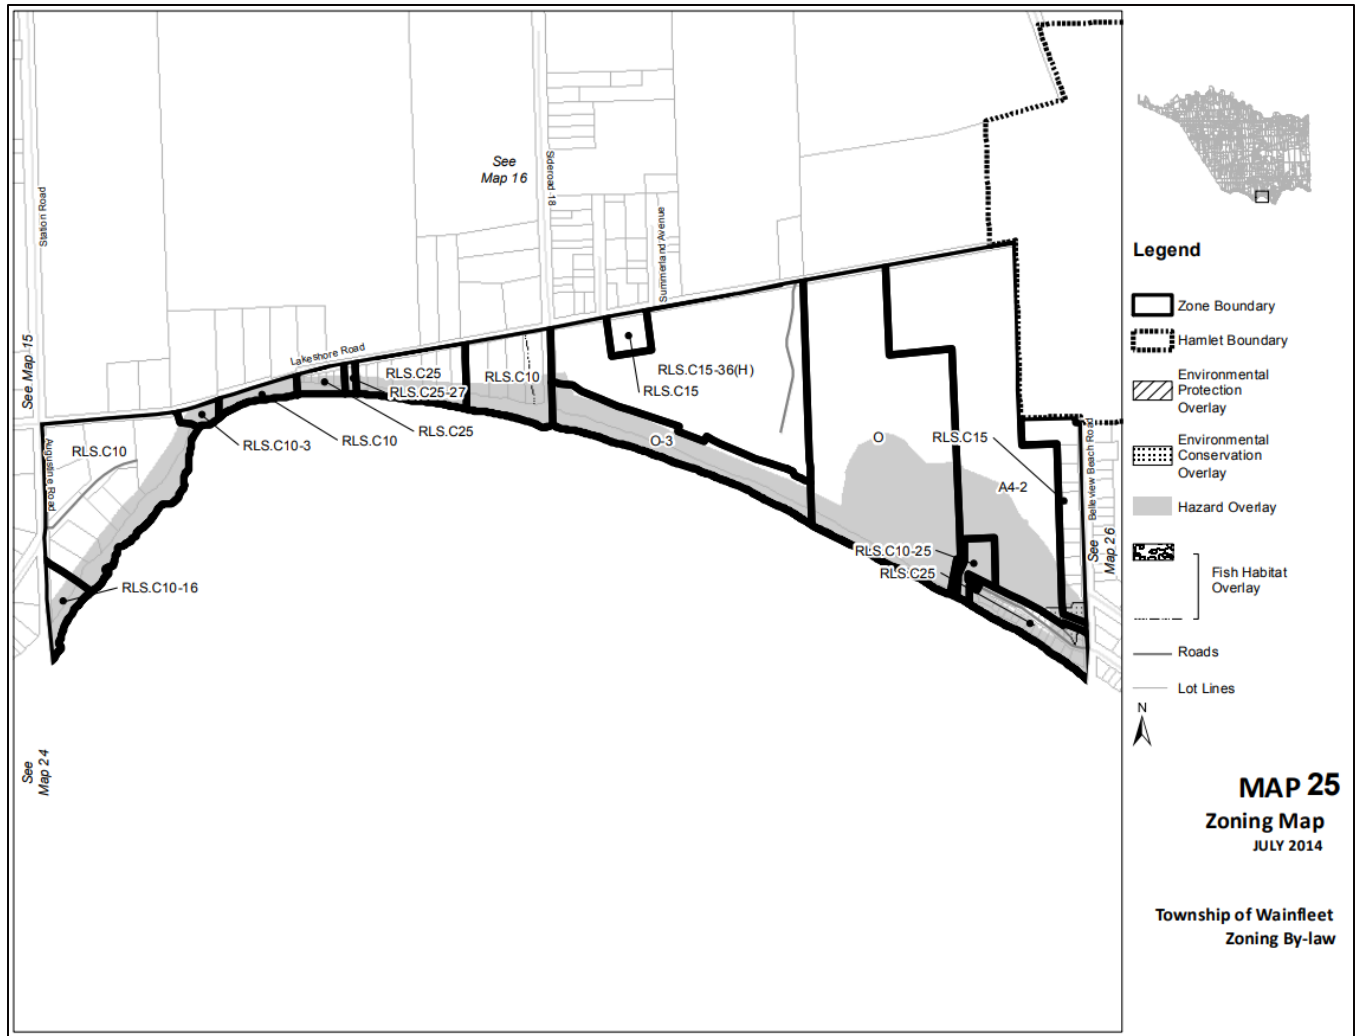 See
Map 16
Sideroad 18
Station Road
Summerland Avenue
See Map 15
Lakeshore Road
RLS.C25
RLS.C10
RLS.C25-27
RLS.C15-36(H)
RLS.C15
RLS.C25
RLS.C10
RLS.C10-3
RLS.C10
Augustine Road
O-3
O
RLS.C15
Belleview Beach Road
A4-2
See
Map 26
RLS.C10-25
RLS.C25
RLS.C10-16
See
Map 24
Legend
Zone Boundary
Hamlet Boundary
Environmental
Protection
Overlay
Environmental
Conservation
Overlay
Hazard Overlay
Fish Habitat
Overlay
Roads
Lot Lines
N
MAP 25
Zoning Map
JULY 2014
Township of Wainfleet
Zoning By-law